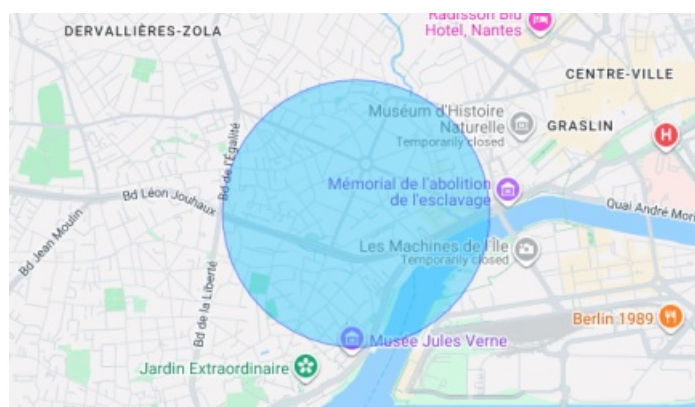 Radisson Blu
Hotel, Nantes
DERVALLIÈRES-ZOLA
CENTRE-VILLE
Muséum d'Histoire
Naturelle
Temporarily closed
GRASLIN
H
Bd de l'Égalité
Mémorial de l'abolition
de l'esclavage
Bd Léon Jouhaux
Quai André Mor
Bd Jean Moulin
Les Machines de l'Île
Temporarily closed
Bd de la Liberté
Berlin 1989
Musée Jules Verne
Jardin Extraordinaire